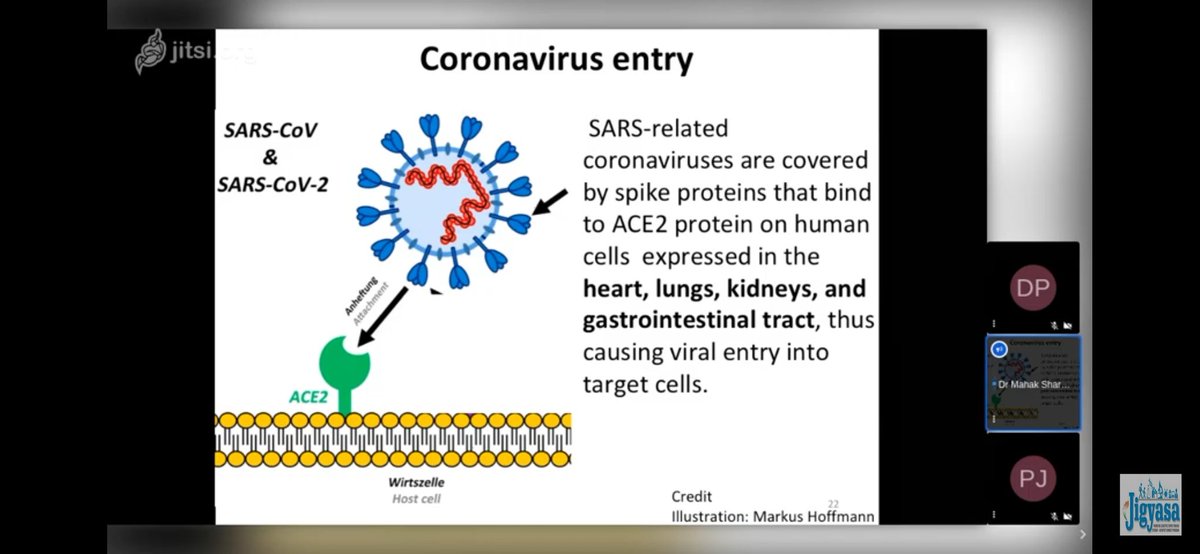 jitsi.org
Coronavirus entry
SARS-CoV
&
SARS-CoV-2
SARS-related
coronaviruses are covered
by spike proteins that bind
to ACE2 protein on human
cells expressed in the
heart, lungs, kidneys, and
gastrointestinal tract, thus
causing viral entry into
target cells.
Anheftung
Attachment
ACE2
Wirtszelle
Host cell
Credit
22
Illustration: Markus Hoffmann
DP
Coronavirus entry
Dr Mahak Shar...
PJ
Jigyasa